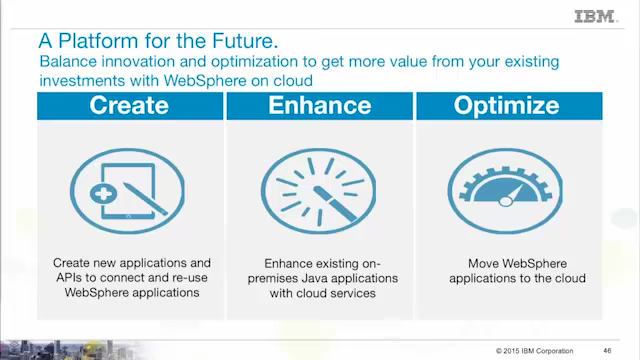 IBM
A Platform for the Future.
Balance innovation and optimization to get more value from your existing
investments with WebSphere on cloud
Create
Enhance
Optimize
Create new applications and
APIs to connect and re-use
WebSphere applications
Enhance existing on-
premises Java applications
with cloud services
Move WebSphere
applications to the cloud
© 2015 IBM Corporation
46